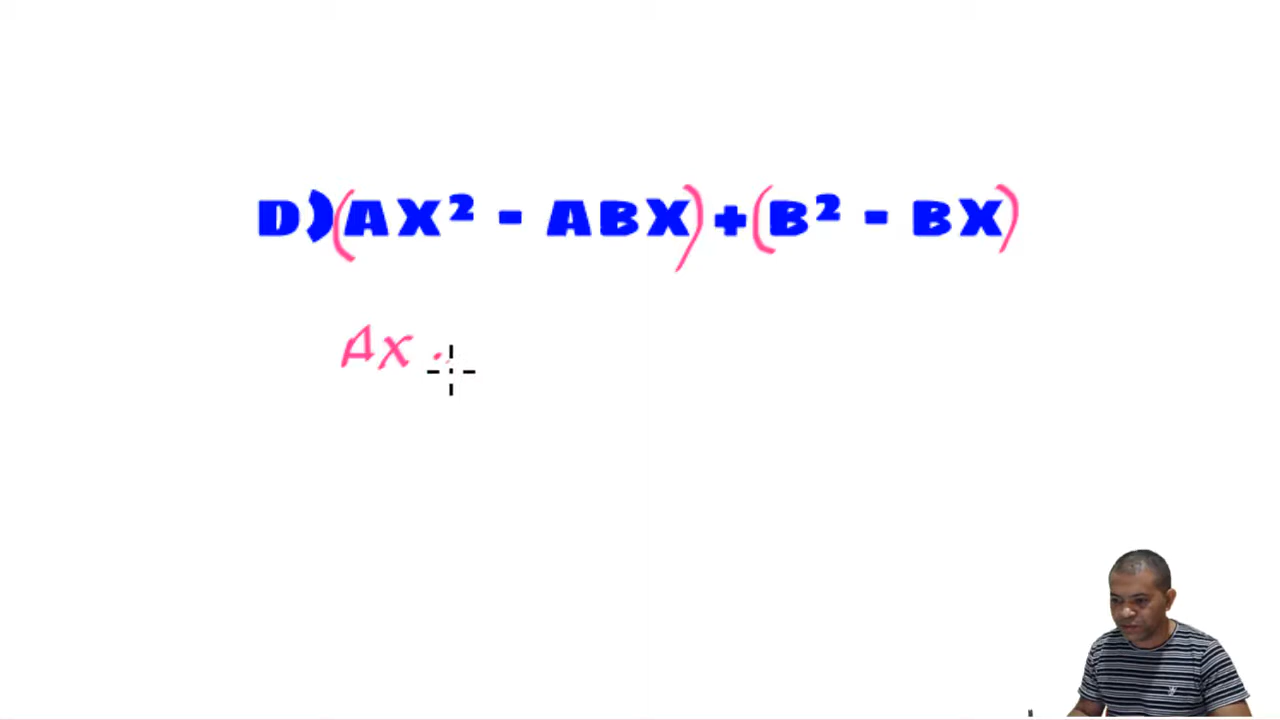 D)(AX² - ABX) + (B² - BX)
AX .